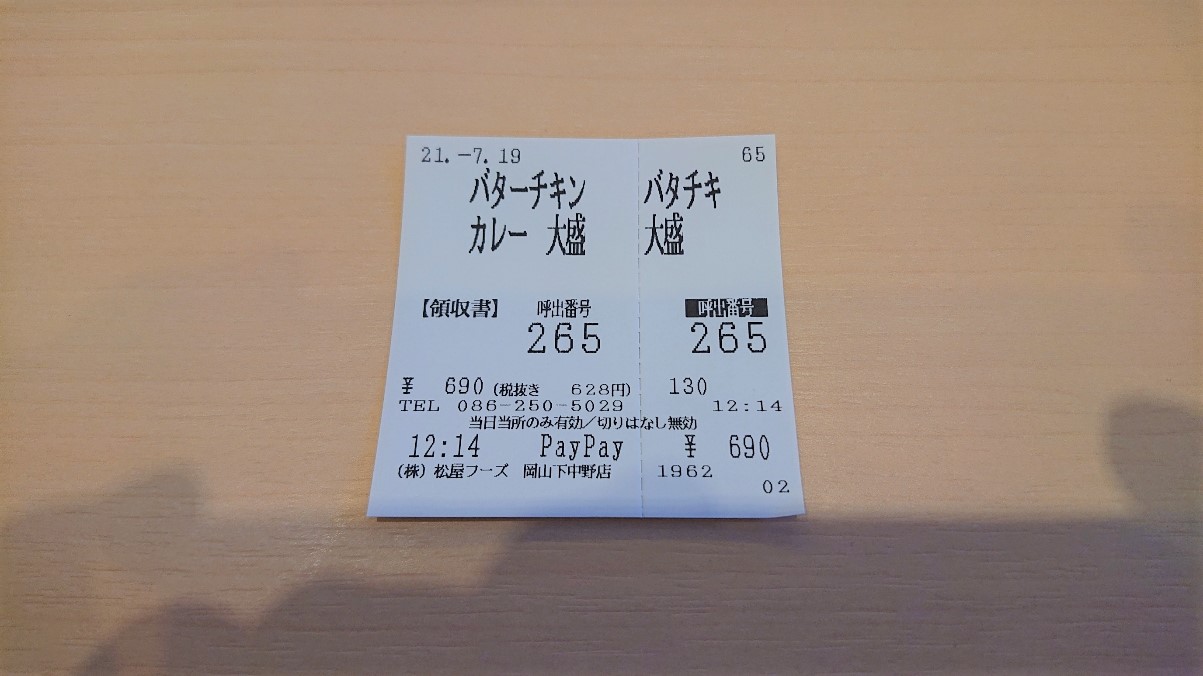 21.-7.19 65
バターチキン バタチキ
カレー 大盛 大盛
【領収書】 呼出番号 呼出番号
265 265
¥ 690 (税抜き 628円) 130
TEL 086-250-5029 12:14
当日当所のみ有効/切りはなし無効
12:14 PayPay ¥ 690
(株) 松屋フーズ 岡山下中野店 1962
02